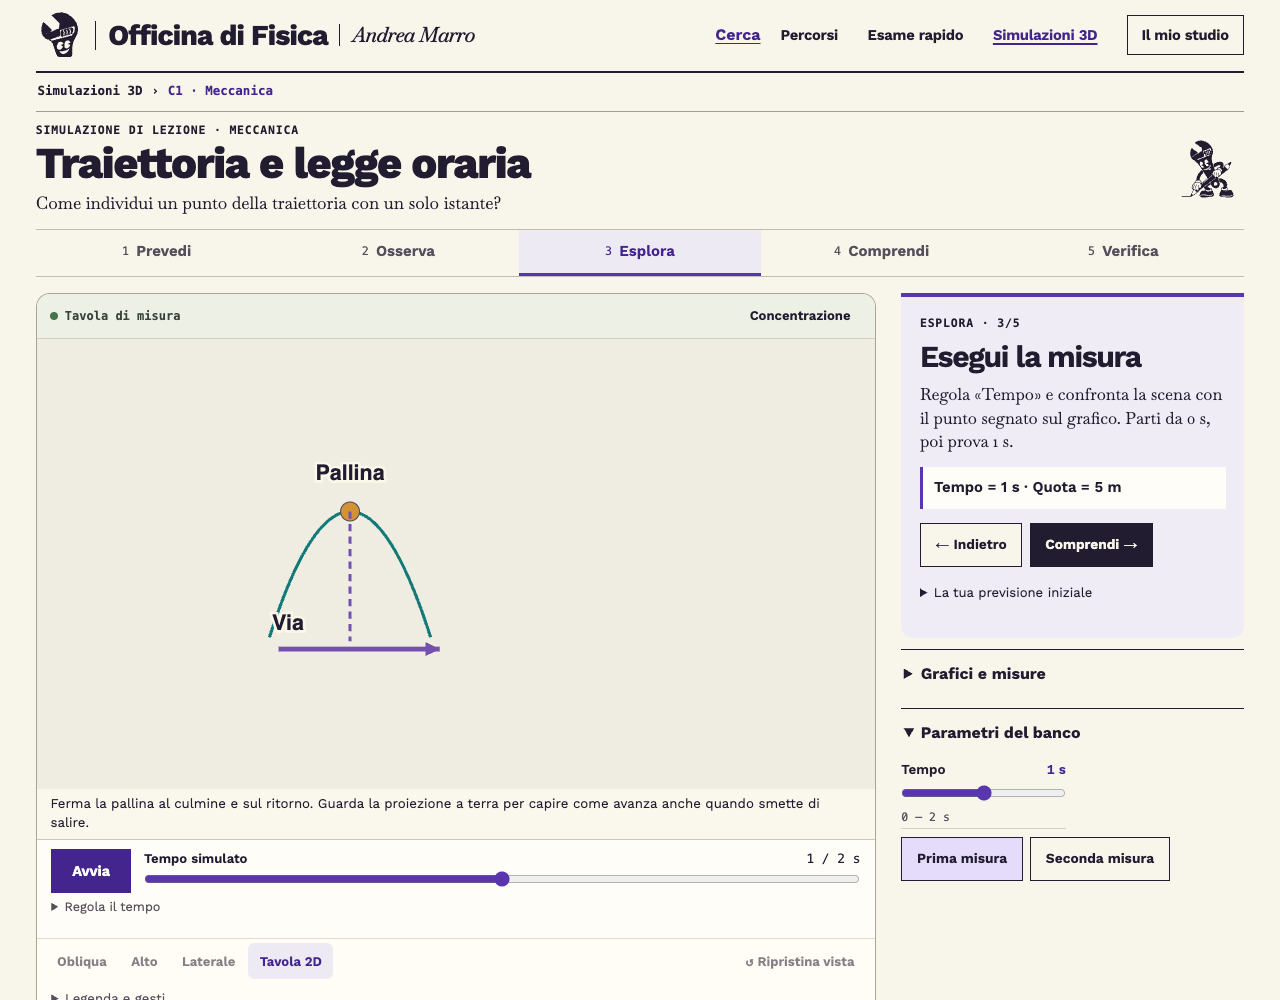 Officina di Fisica
Andrea Marro
Cerca
Percorsi
Esame rapido
Simulazioni 3D
Il mio studio
Simulazioni 3D › C1 · Meccanica
SIMULAZIONE DI LEZIONE · MECCANICA
Traiettoria e legge oraria
Come individui un punto della traiettoria con un solo istante?
1 Prevedi
2 Osserva
3 Esplora
4 Comprendi
5 Verifica
Tavola di misura
Concentrazione
Pallina
Via
Ferma la pallina al culmine e sul ritorno. Guarda la proiezione a terra per capire come avanza anche quando smette di
salire.
Avvia
Tempo simulato
1 / 2 s
▶ Regola il tempo
Obliqua
Alto
Laterale
Tavola 2D
↺ Ripristina vista
▶ Legenda e gesti
ESPLORA · 3/5
Esegui la misura
Regola «Tempo» e confronta la scena con
il punto segnato sul grafico. Parti da 0 s,
poi prova 1 s.
Tempo = 1 s · Quota = 5 m
← Indietro
Comprendi →
▶ La tua previsione iniziale
▶ Grafici e misure
▼ Parametri del banco
Tempo
1 s
0 — 2 s
Prima misura
Seconda misura